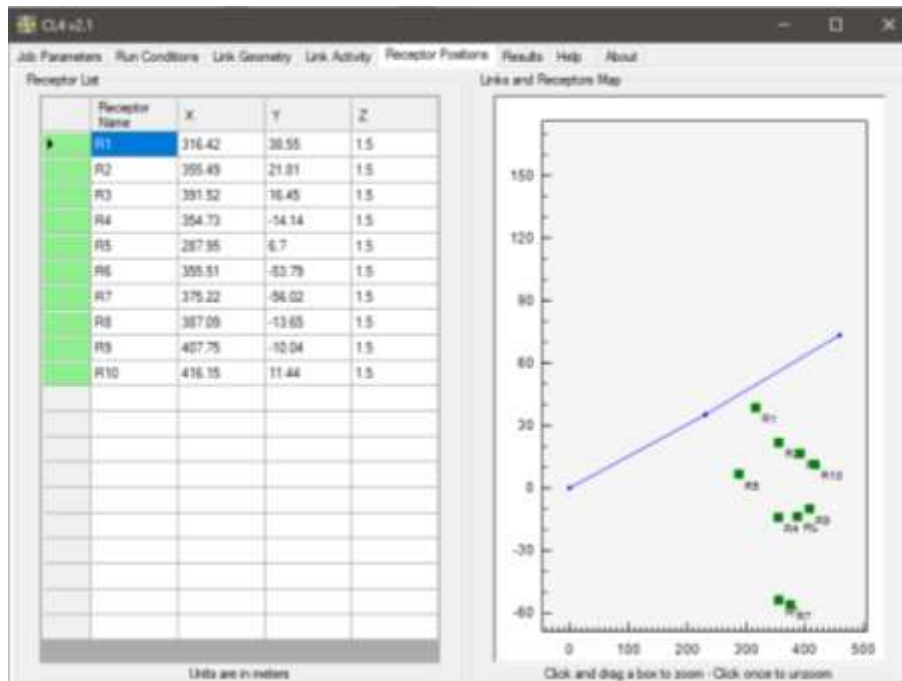 CL4 v2.1
Job Parameters Run Conditions Link Geometry Link Activity Receptor Positions Results Help About
Receptor List
Receptor Name X Y Z
R1 316.42 38.55 1.5
R2 355.49 21.81 1.5
R3 391.52 16.45 1.5
R4 354.73 -14.14 1.5
R5 287.95 6.7 1.5
R6 355.51 -53.79 1.5
R7 375.22 -56.02 1.5
R8 387.09 -13.65 1.5
R9 407.75 -10.04 1.5
R10 416.15 11.44 1.5
Units are in meters
Links and Receptors Map
150
120
90
60
30
0
-30
-60
0 100 200 300 400 500
R1
R10
R5
R4
R9
R7
Click and drag a box to zoom - Click once to unzoom